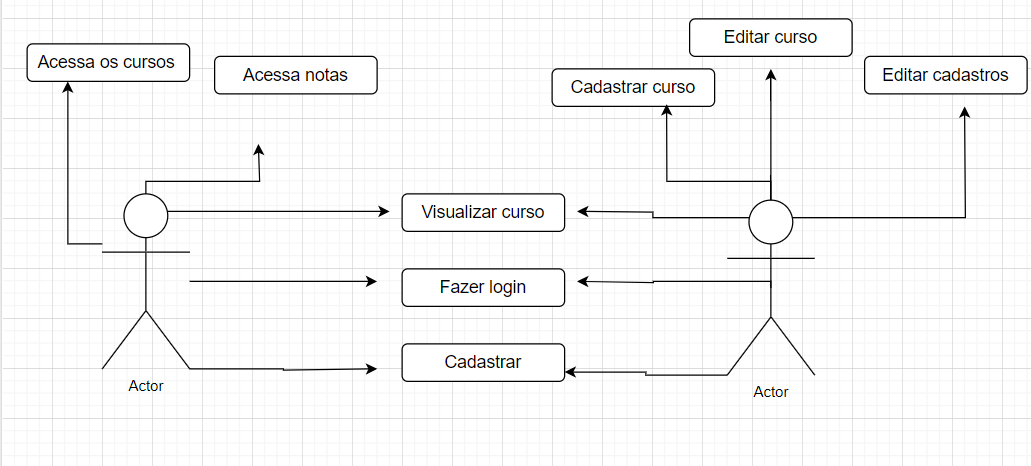 Editar curso
Acessa os cursos
Acessa notas
Editar cadastros
Cadastrar curso
Visualizar curso
Fazer login
Cadastrar
Actor
Actor